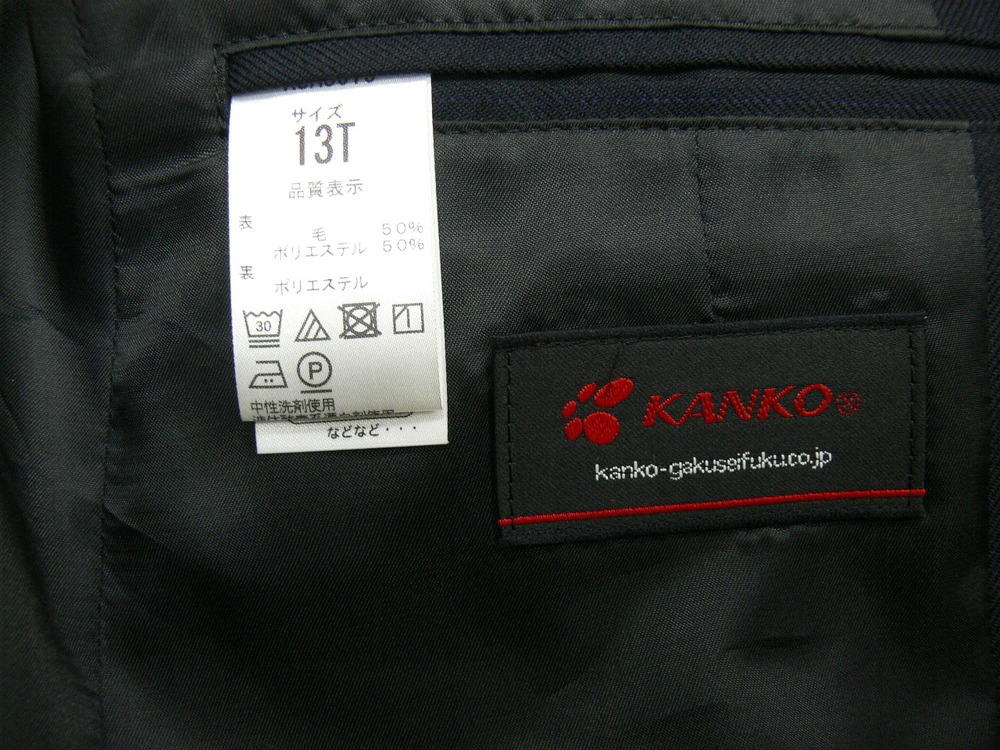 サイズ
13T
品質表示
表
毛 50%
ポリエステル 50%
裏
ポリエステル
30
P
中性洗剤使用
などなど・・・
KANKO
kanko-gakuseifuku.co.jp